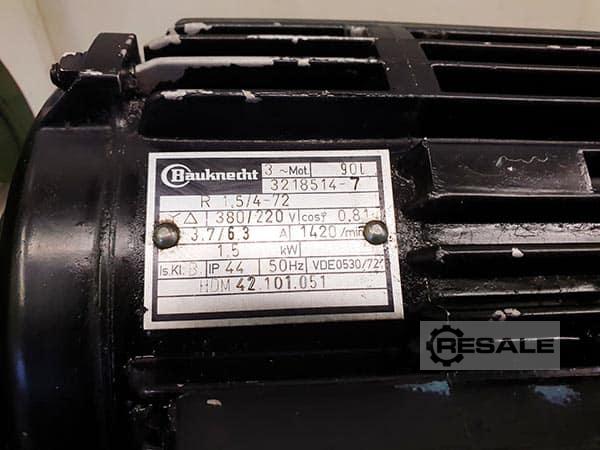 Bauknecht 3~Mot. 90l
3218514-7
R 1,5/4-72
Y△ 380/220 V cosφ 0,81
3.7/6.3 A 1420/min
1.5 kW
Is.Kl. B. IP 44 50Hz VDE0530/72
HDM 42 101.051
RESALE